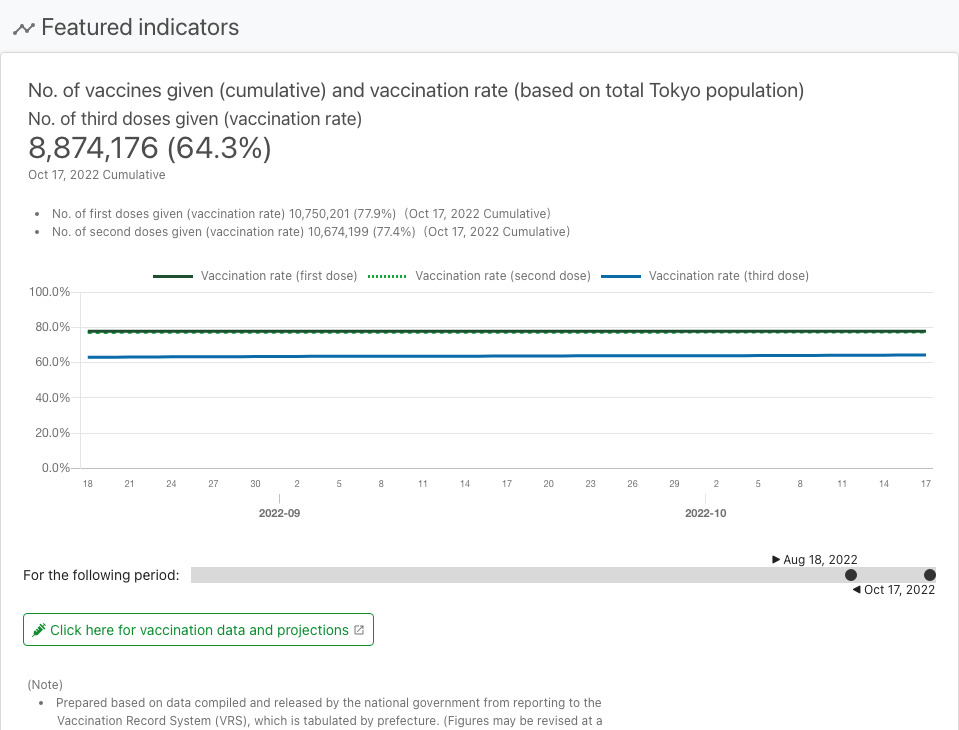 Featured indicators
No. of vaccines given (cumulative) and vaccination rate (based on total Tokyo population)
No. of third doses given (vaccination rate)
8,874,176 (64.3%)
Oct 17, 2022 Cumulative
• No. of first doses given (vaccination rate) 10,750,201 (77.9%) (Oct 17, 2022 Cumulative)
• No. of second doses given (vaccination rate) 10,674,199 (77.4%) (Oct 17, 2022 Cumulative)
Vaccination rate (first dose) Vaccination rate (second dose) Vaccination rate (third dose)
100.0%
80.0%
60.0%
40.0%
20.0%
0.0%
18 21 24 27 30 2 5 8 11 14 17 20 23 26 29 2 5 8 11 14 17
2022-09 2022-10
▶ Aug 18, 2022
For the following period:
◀ Oct 17, 2022
Click here for vaccination data and projections
(Note)
• Prepared based on data compiled and released by the national government from reporting to the
Vaccination Record System (VRS), which is tabulated by prefecture. (Figures may be revised at a